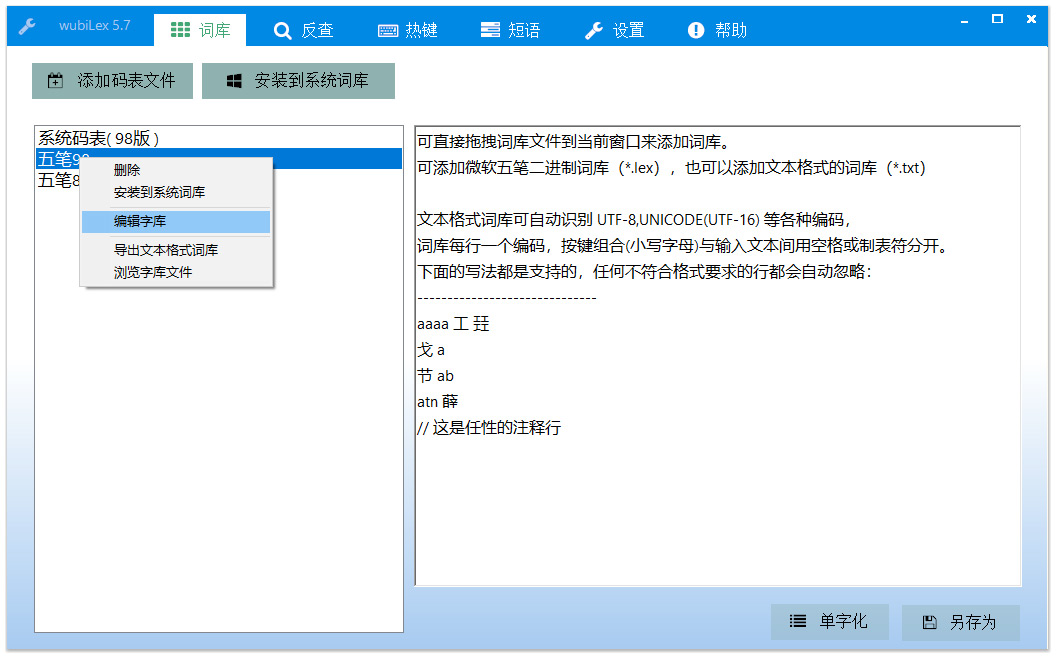 wubiLex 5.7
词库
反查
热键
短语
设置
帮助
添加码表文件
安装到系统词库
系统码表( 98版 )
五笔98
五笔8
删除
安装到系统词库
编辑字库
导出文本格式词库
浏览字库文件
可直接拖拽词库文件到当前窗口来添加词库。
可添加微软五笔二进制词库（*.lex），也可以添加文本格式的词库（*.txt）
文本格式词库可自动识别 UTF-8,UNICODE(UTF-16) 等各种编码，
词库每行一个编码，按键组合(小写字母)与输入文本间用空格或制表符分开。
下面的写法都是支持的，任何不符合格式要求的行都会自动忽略：
------------------------------
aaaa 工 㠭
戈 a
节 ab
atn 薛
// 这是任性的注释行
单字化
另存为